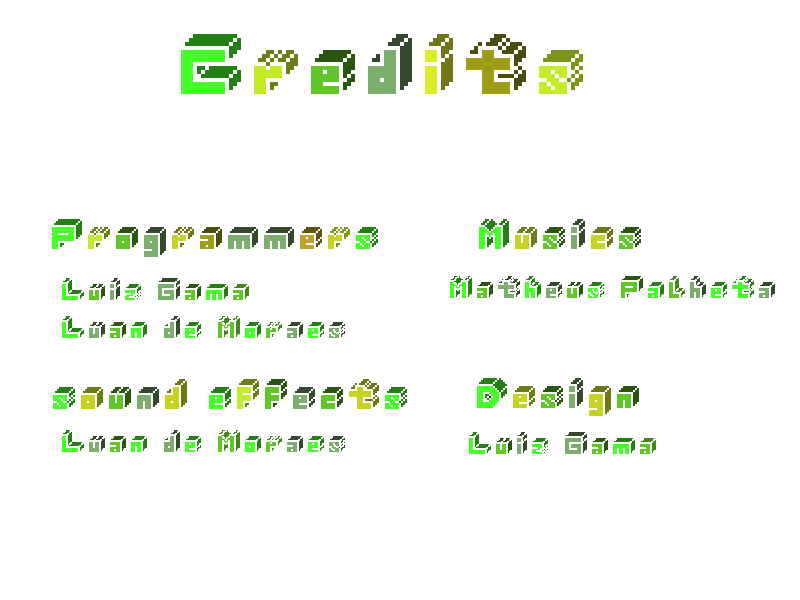 Credits
Programmers
Luiz Gama
Luan de Moraes
Musics
Matheus Palheta
sound effects
Luan de Moraes
Design
Luiz Gama